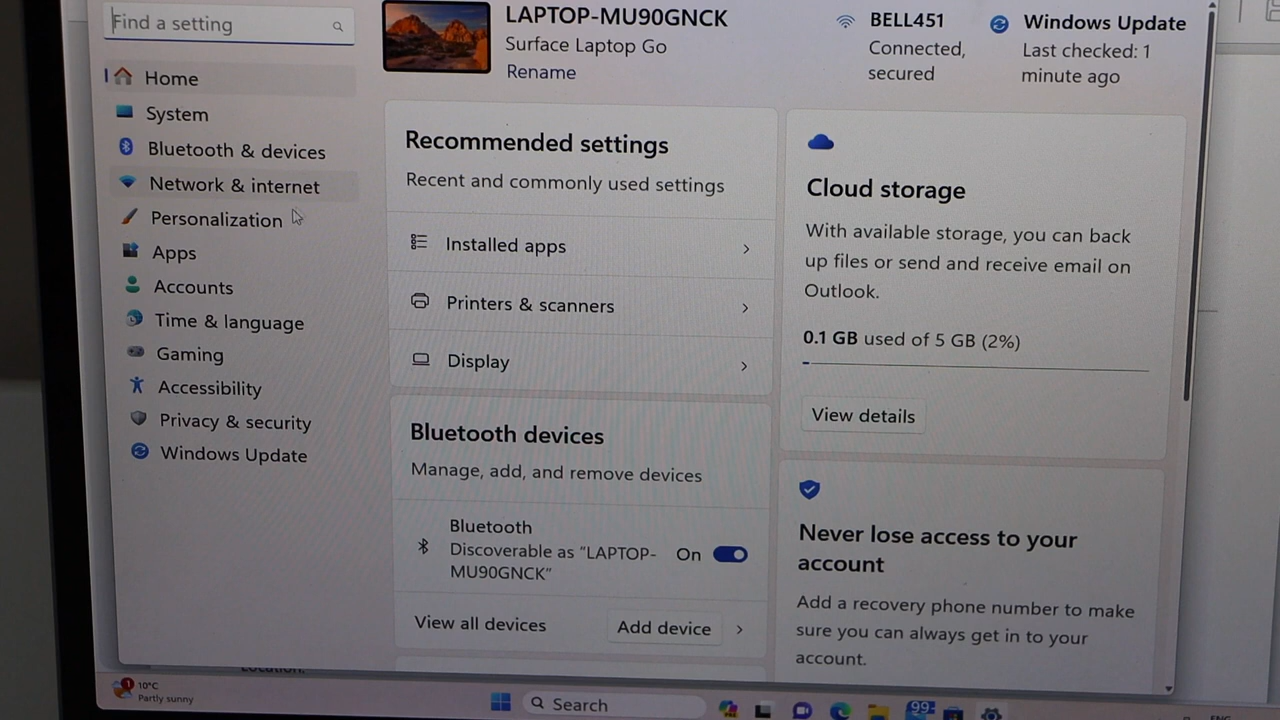 Find a setting
Home
System
Bluetooth & devices
Network & internet
Personalization
Apps
Accounts
Time & language
Gaming
Accessibility
Privacy & security
Windows Update
LAPTOP-MU90GNCK
Surface Laptop Go
Rename
BELL451
Connected,
secured
Windows Update
Last checked: 1
minute ago
Recommended settings
Recent and commonly used settings
Installed apps
Printers & scanners
Display
Bluetooth devices
Manage, add, and remove devices
Bluetooth
Discoverable as "LAPTOP-
MU90GNCK"
On
View all devices
Add device
Cloud storage
With available storage, you can back
up files or send and receive email on
Outlook.
0.1 GB used of 5 GB (2%)
View details
Never lose access to your
account
Add a recovery phone number to make
sure you can always get in to your
account.
1
10°C
Partly sunny
Search
99+
ENG